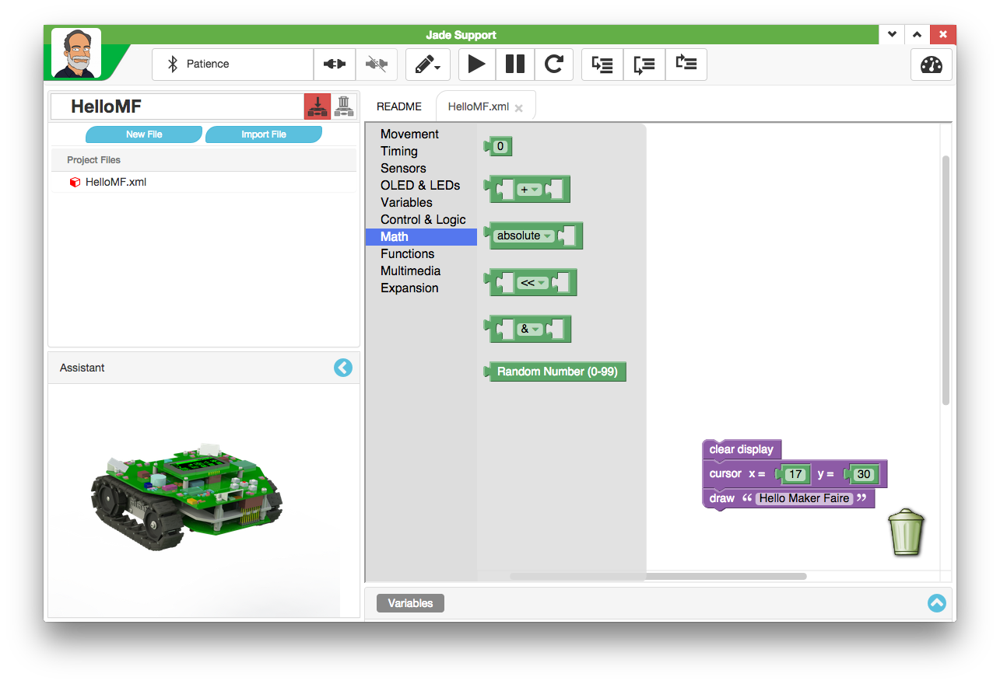 Jade Support
Patience
HelloMF
New File
Import File
Project Files
HelloMF.xml
Assistant
README
HelloMF.xml
Movement
Timing
Sensors
OLED & LEDs
Variables
Control & Logic
Math
Functions
Multimedia
Expansion
0
+
absolute
<<
&
Random Number (0-99)
clear display
cursor x = 17 y = 30
draw “ Hello Maker Faire ”
Variables